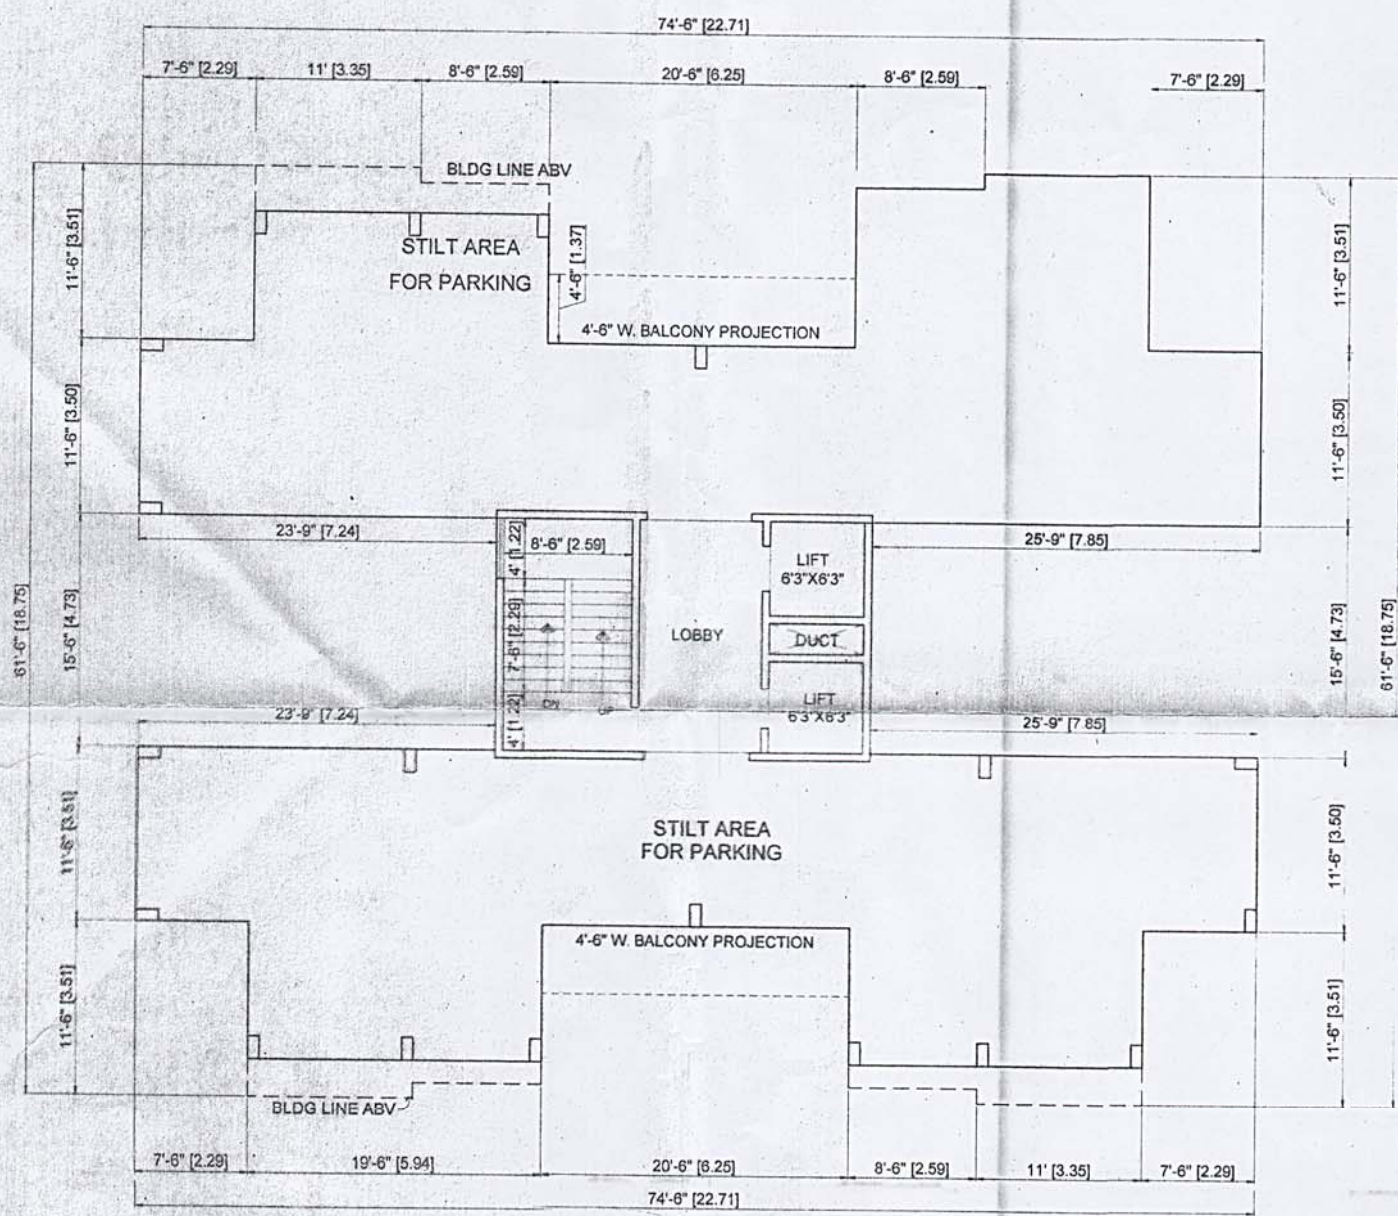 74'-6" [22.71]
7'-6" [2.29]
11' [3.35]
8'-6" [2.59]
20'-6" [6.25]
8'-6" [2.59]
7'-6" [2.29]
BLDG LINE ABV
11'-6" [3.51]
STILT AREA
FOR PARKING
4'-6" [1.37]
11'-6" [3.51]
4'-6" W. BALCONY PROJECTION
11'-6" [3.50]
11'-6" [3.50]
23'-9" [7.24]
4' [1.22]
8'-6" [2.59]
LIFT
6'3"X6'3"
25'-9" [7.85]
61'-6" [18.75]
15'-6" [4.73]
7'-6" [2.29]
LOBBY
DUCT
15'-6" [4.73]
61'-6" [18.75]
23'-9" [7.24]
4' [1.22]
DN
UP
LIFT
6'3"X6'3"
25'-9" [7.85]
11'-6" [3.51]
STILT AREA
FOR PARKING
11'-6" [3.50]
4'-6" W. BALCONY PROJECTION
11'-6" [3.51]
11'-6" [3.51]
BLDG LINE ABV
7'-6" [2.29]
19'-6" [5.94]
20'-6" [6.25]
8'-6" [2.59]
11' [3.35]
7'-6" [2.29]
74'-6" [22.71]